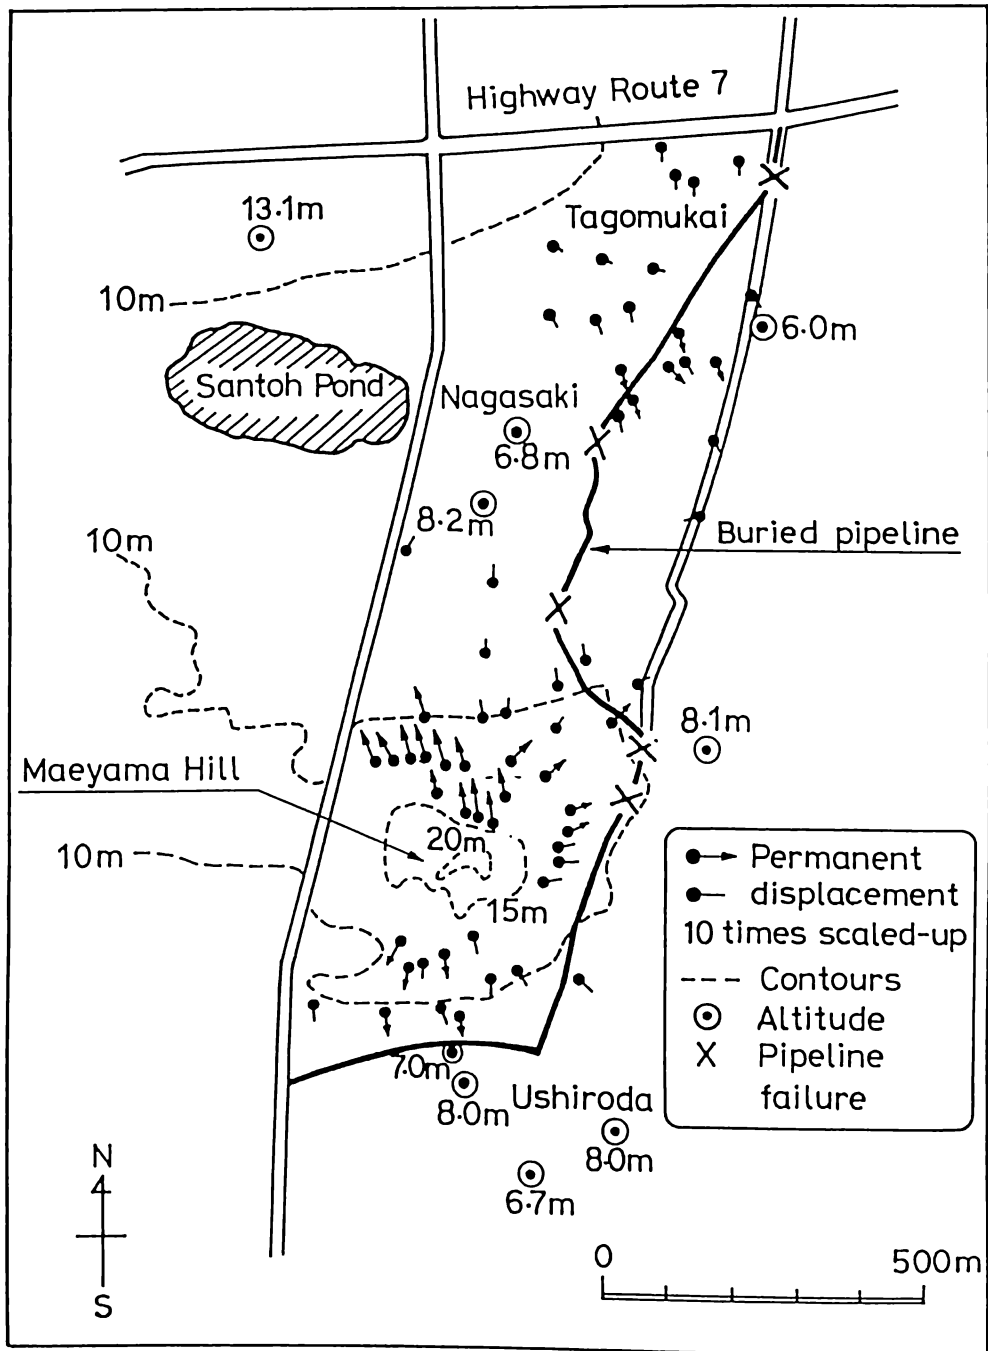 Highway Route 7
13.1m
Tagomukai
10m
6.0m
Santoh Pond
Nagasaki
6.8m
8.2m
10m
Buried pipeline
8.1m
Maeyama Hill
20m
10m
15m
Permanent
displacement
10 times scaled-up
Contours
Altitude
Pipeline
failure
7.0m
8.0m
Ushiroda
8.0m
6.7m
N
S
0
500m